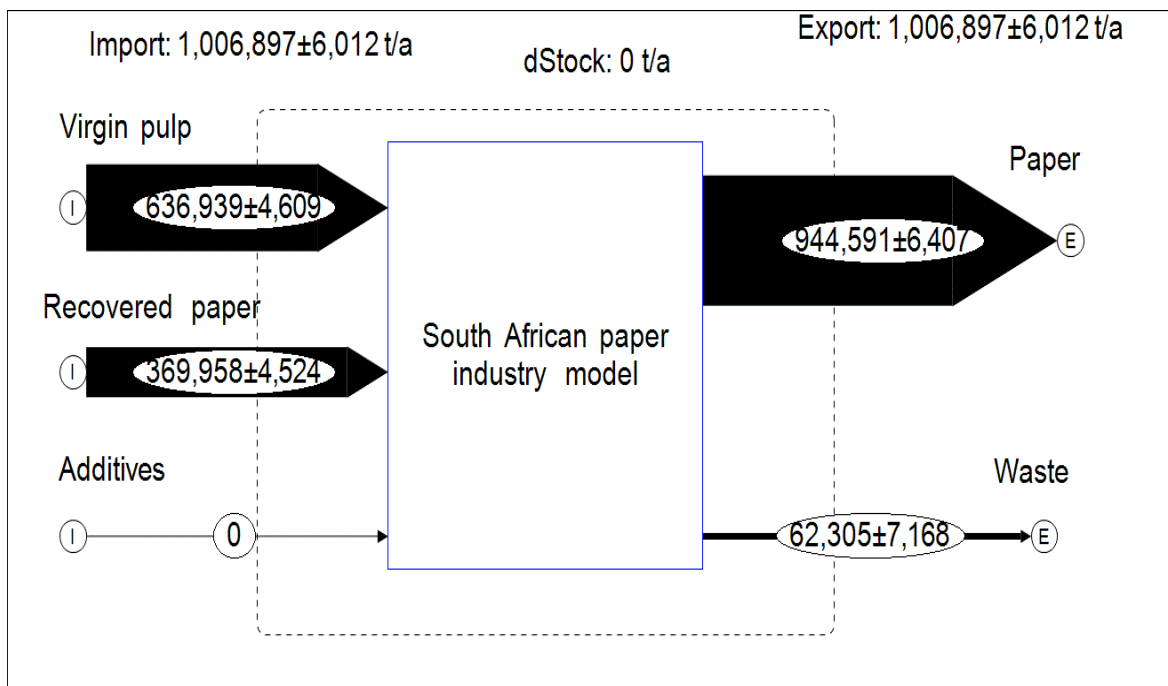 Import: 1,006,897±6,012 t/a
Export: 1,006,897±6,012 t/a
dStock: 0 t/a
Virgin pulp
I
636,939±4,609
Paper
944,591±6,407
E
Recovered paper
I
369,958±4,524
South African paper
industry model
Additives
I
0
Waste
62,305±7,168
E